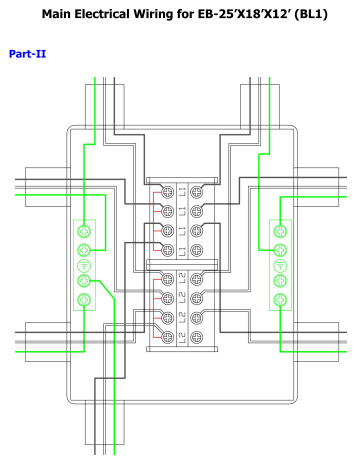 Main Electrical Wiring for EB-25’X18’X12’ (BL1)
Part-II
L1
L1
L1
L1
L2
L2
L2
L2